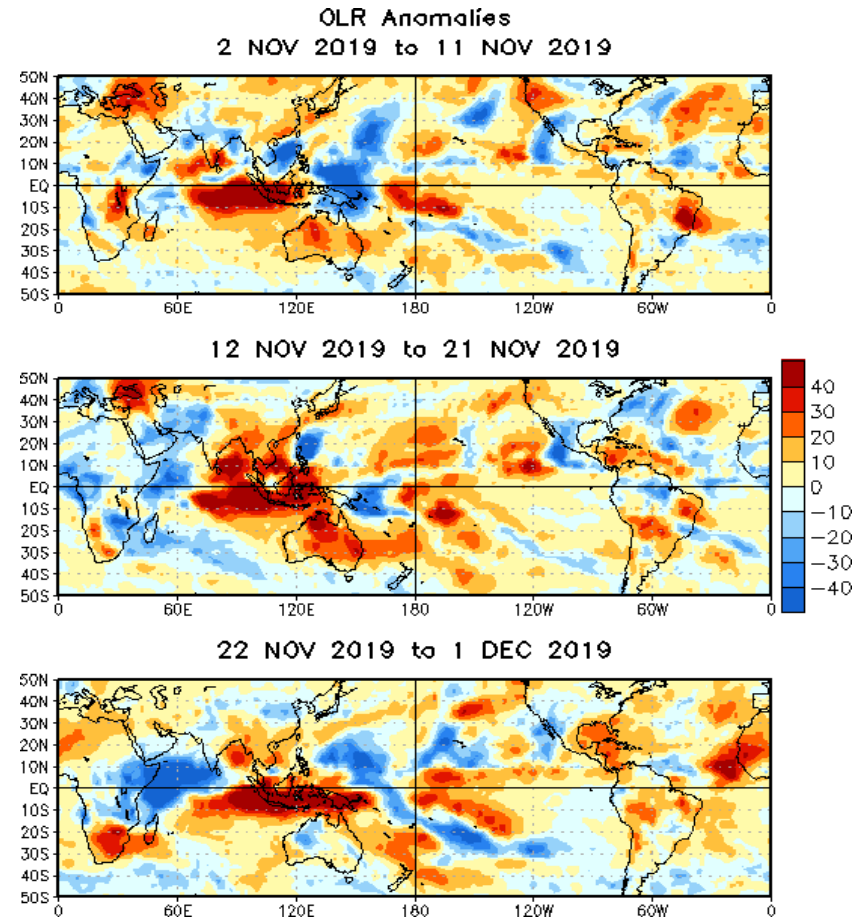 OLR Anomalies
2 NOV 2019 to 11 NOV 2019
50N
40N
30N
20N
10N
EQ
10S
20S
30S
40S
50S
0 60E 120E 180 120W 60W 0
12 NOV 2019 to 21 NOV 2019
50N
40N
30N
20N
10N
EQ
10S
20S
30S
40S
50S
0 60E 120E 180 120W 60W 0
40
30
20
10
0
-10
-20
-30
-40
22 NOV 2019 to 1 DEC 2019
50N
40N
30N
20N
10N
EQ
10S
20S
30S
40S
50S
0 60E 120E 180 120W 60W 0